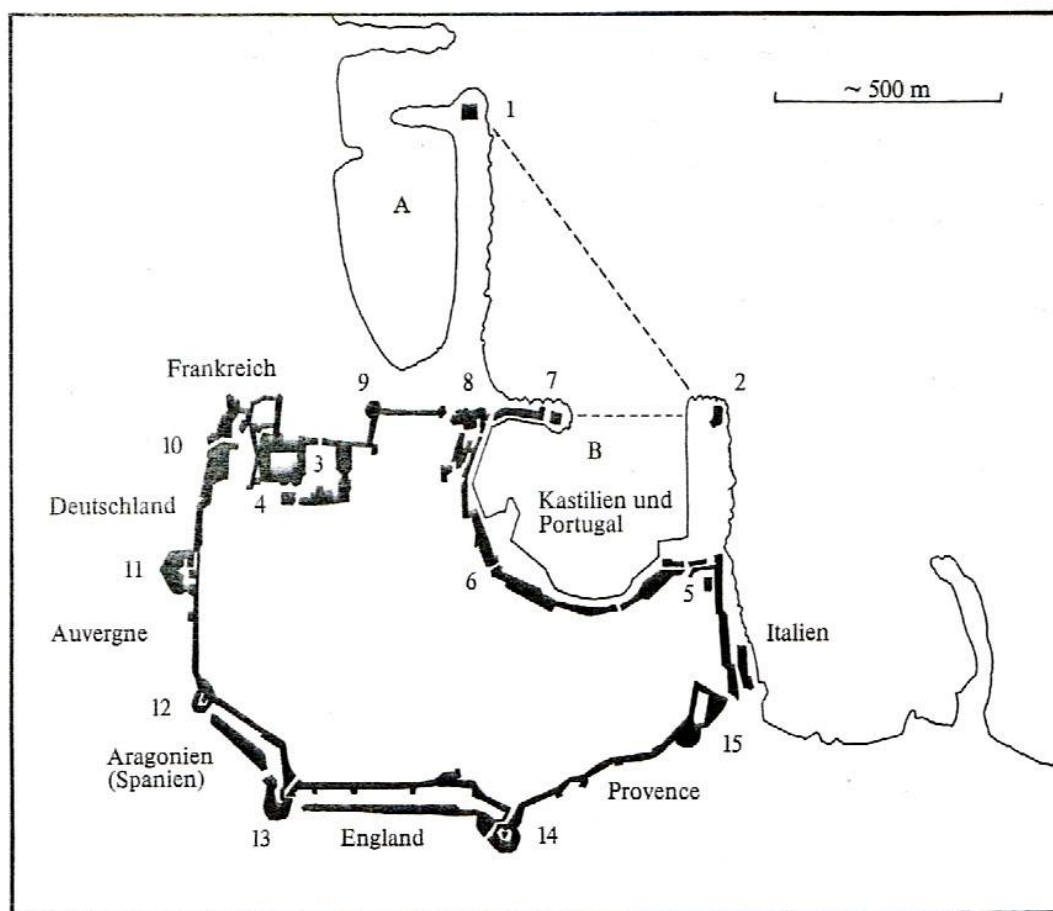 ~ 500 m
1
A
Frankreich
9
8
7
2
10
3
B
Deutschland
4
Kastilien und
Portugal
11
6
5
Auvergne
Italien
12
15
Aragonien
(Spanien)
Provence
13
England
14